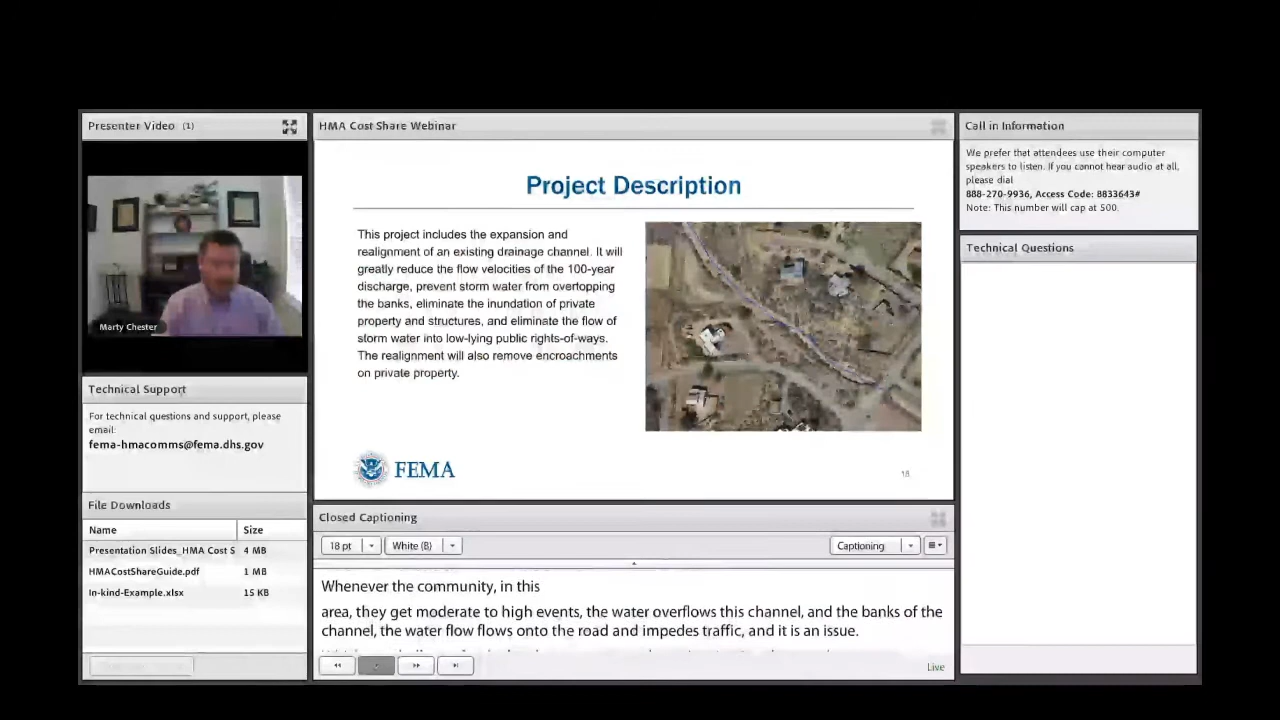 Presenter Video (1)
Marty Chester
Technical Support
For technical questions and support, please
email:
fema-hmacomms@fema.dhs.gov
File Downloads
Name Size
Presentation Slides_HMA Cost S 4 MB
HMACostShareGuide.pdf 1 MB
In-kind-Example.xlsx 15 KB
HMA Cost Share Webinar
Project Description
This project includes the expansion and
realignment of an existing drainage channel. It will
greatly reduce the flow velocities of the 100-year
discharge, prevent storm water from overtopping
the banks, eliminate the inundation of private
property and structures, and eliminate the flow of
storm water into low-lying public rights-of-ways.
The realignment will also remove encroachments
on private property.
FEMA
Closed Captioning
18 pt White (B) Captioning
Whenever the community, in this
area, they get moderate to high events, the water overflows this channel, and the banks of the
channel, the water flow flows onto the road and impedes traffic, and it is an issue.
Live
Call in Information
We prefer that attendees use their computer
speakers to listen. If you cannot hear audio at all,
please dial
888-270-9936, Access Code: 8833643#
Note: This number will cap at 500.
Technical Questions